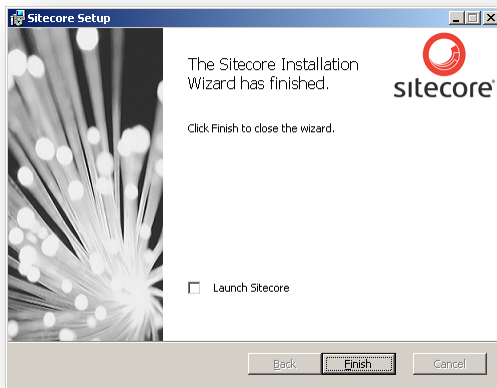 Sitecore Setup
The Sitecore Installation
Wizard has finished.
sitecore
Click Finish to close the wizard.
Launch Sitecore
Back
Finish
Cancel